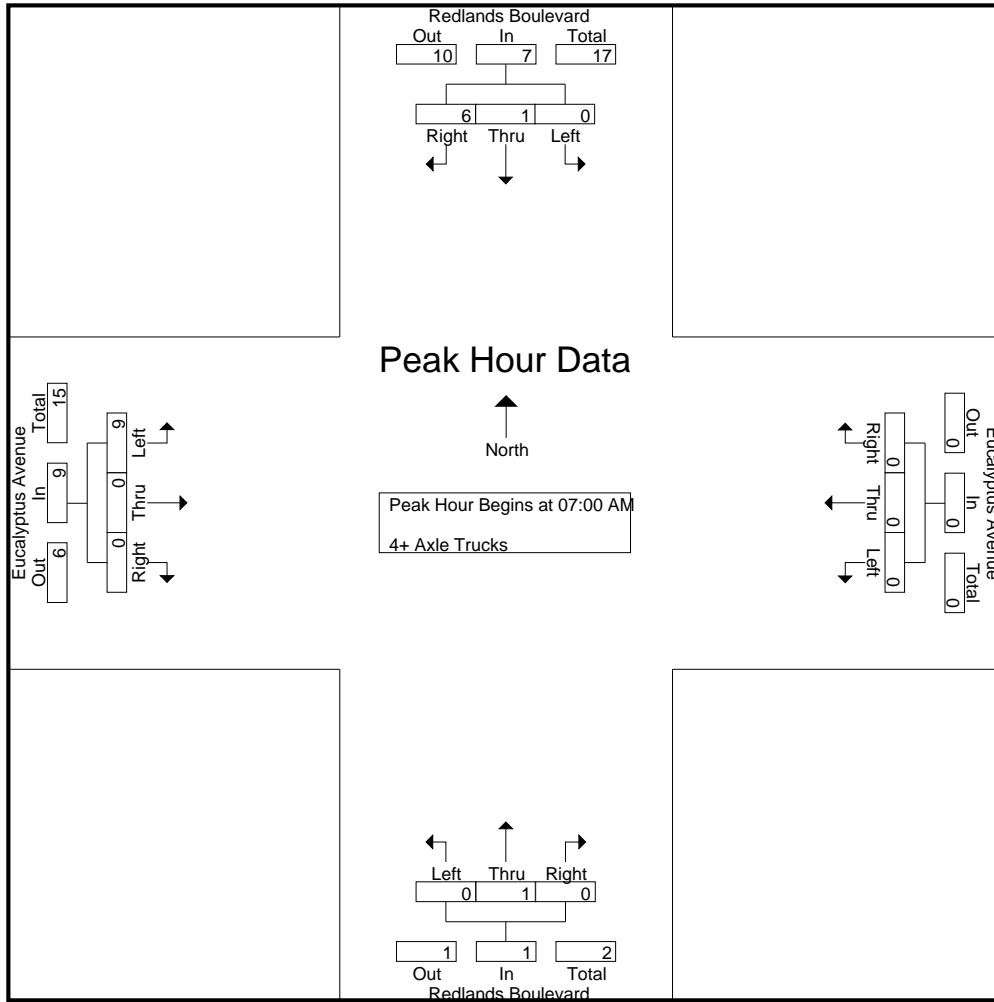 Redlands Boulevard
Out In Total
10 7 17
6 1 0
Right Thru Left
Peak Hour Data
North
Peak Hour Begins at 07:00 AM
4+ Axle Trucks
Eucalyptus Avenue
Out In Total
6 9 15
9 0 0
Left Thru Right
Eucalyptus Avenue
Out In Total
0 0 0
0 0 0
Right Thru Left
Left Thru Right
0 1 0
1 1 2
Out In Total
Redlands Boulevard